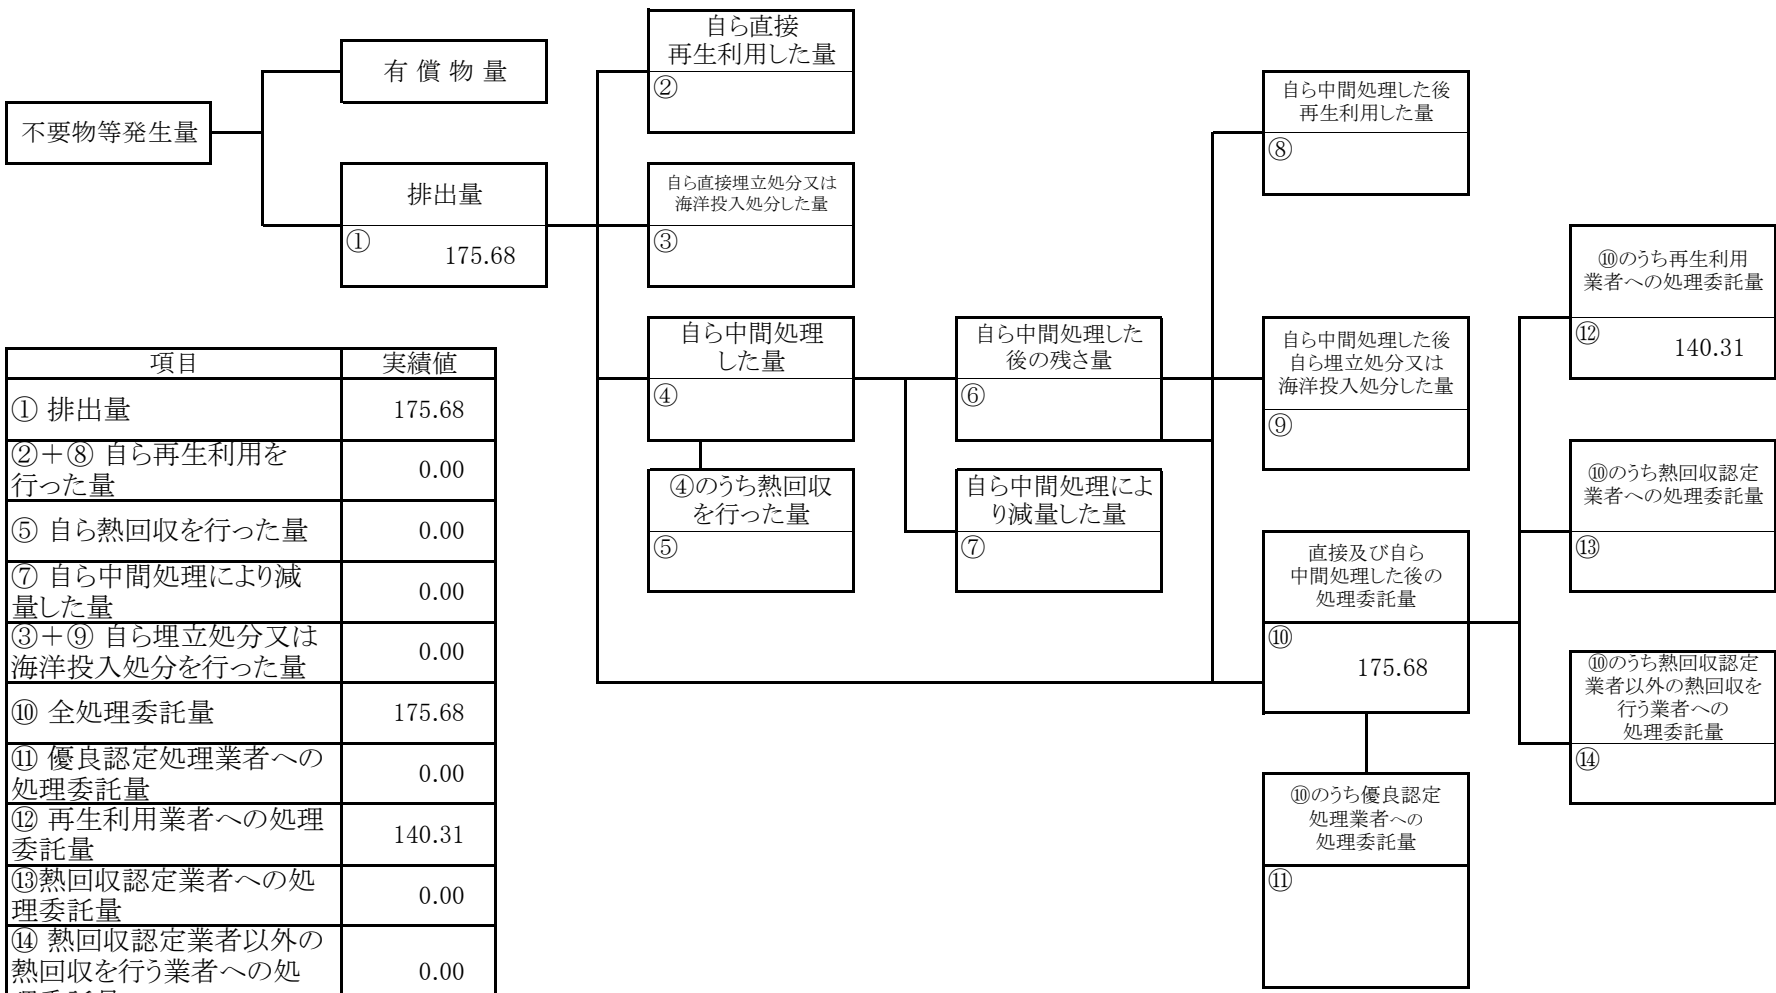 不要物等発生量
有 償 物 量
排出量
①
175.68
自ら直接
再生利用した量
②
自ら直接埋立処分又は
海洋投入処分した量
③
自ら中間処理
した量
④
④のうち熱回収
を行った量
⑤
自ら中間処理した
後の残さ量
⑥
自ら中間処理によ
り減量した量
⑦
自ら中間処理した後
再生利用した量
⑧
自ら中間処理した後
自ら埋立処分又は
海洋投入処分した量
⑨
直接及び自ら
中間処理した後の
処理委託量
⑩
175.68
⑩のうち優良認定
処理業者への
処理委託量
⑪
⑩のうち再生利用
業者への処理委託量
⑫
140.31
⑩のうち熱回収認定
業者への処理委託量
⑬
⑩のうち熱回収認定
業者以外の熱回収を
行う業者への
処理委託量
⑭
項目 実績値
① 排出量 175.68
②+⑧ 自ら再生利用を
行った量 0.00
⑤ 自ら熱回収を行った量 0.00
⑦ 自ら中間処理により減
量した量 0.00
③+⑨ 自ら埋立処分又は
海洋投入処分を行った量 0.00
⑩ 全処理委託量 175.68
⑪ 優良認定処理業者への
処理委託量 0.00
⑫ 再生利用業者への処理
委託量 140.31
⑬熱回収認定業者への処
理委託量 0.00
⑭ 熱回収認定業者以外の
熱回収を行う業者への処 0.00